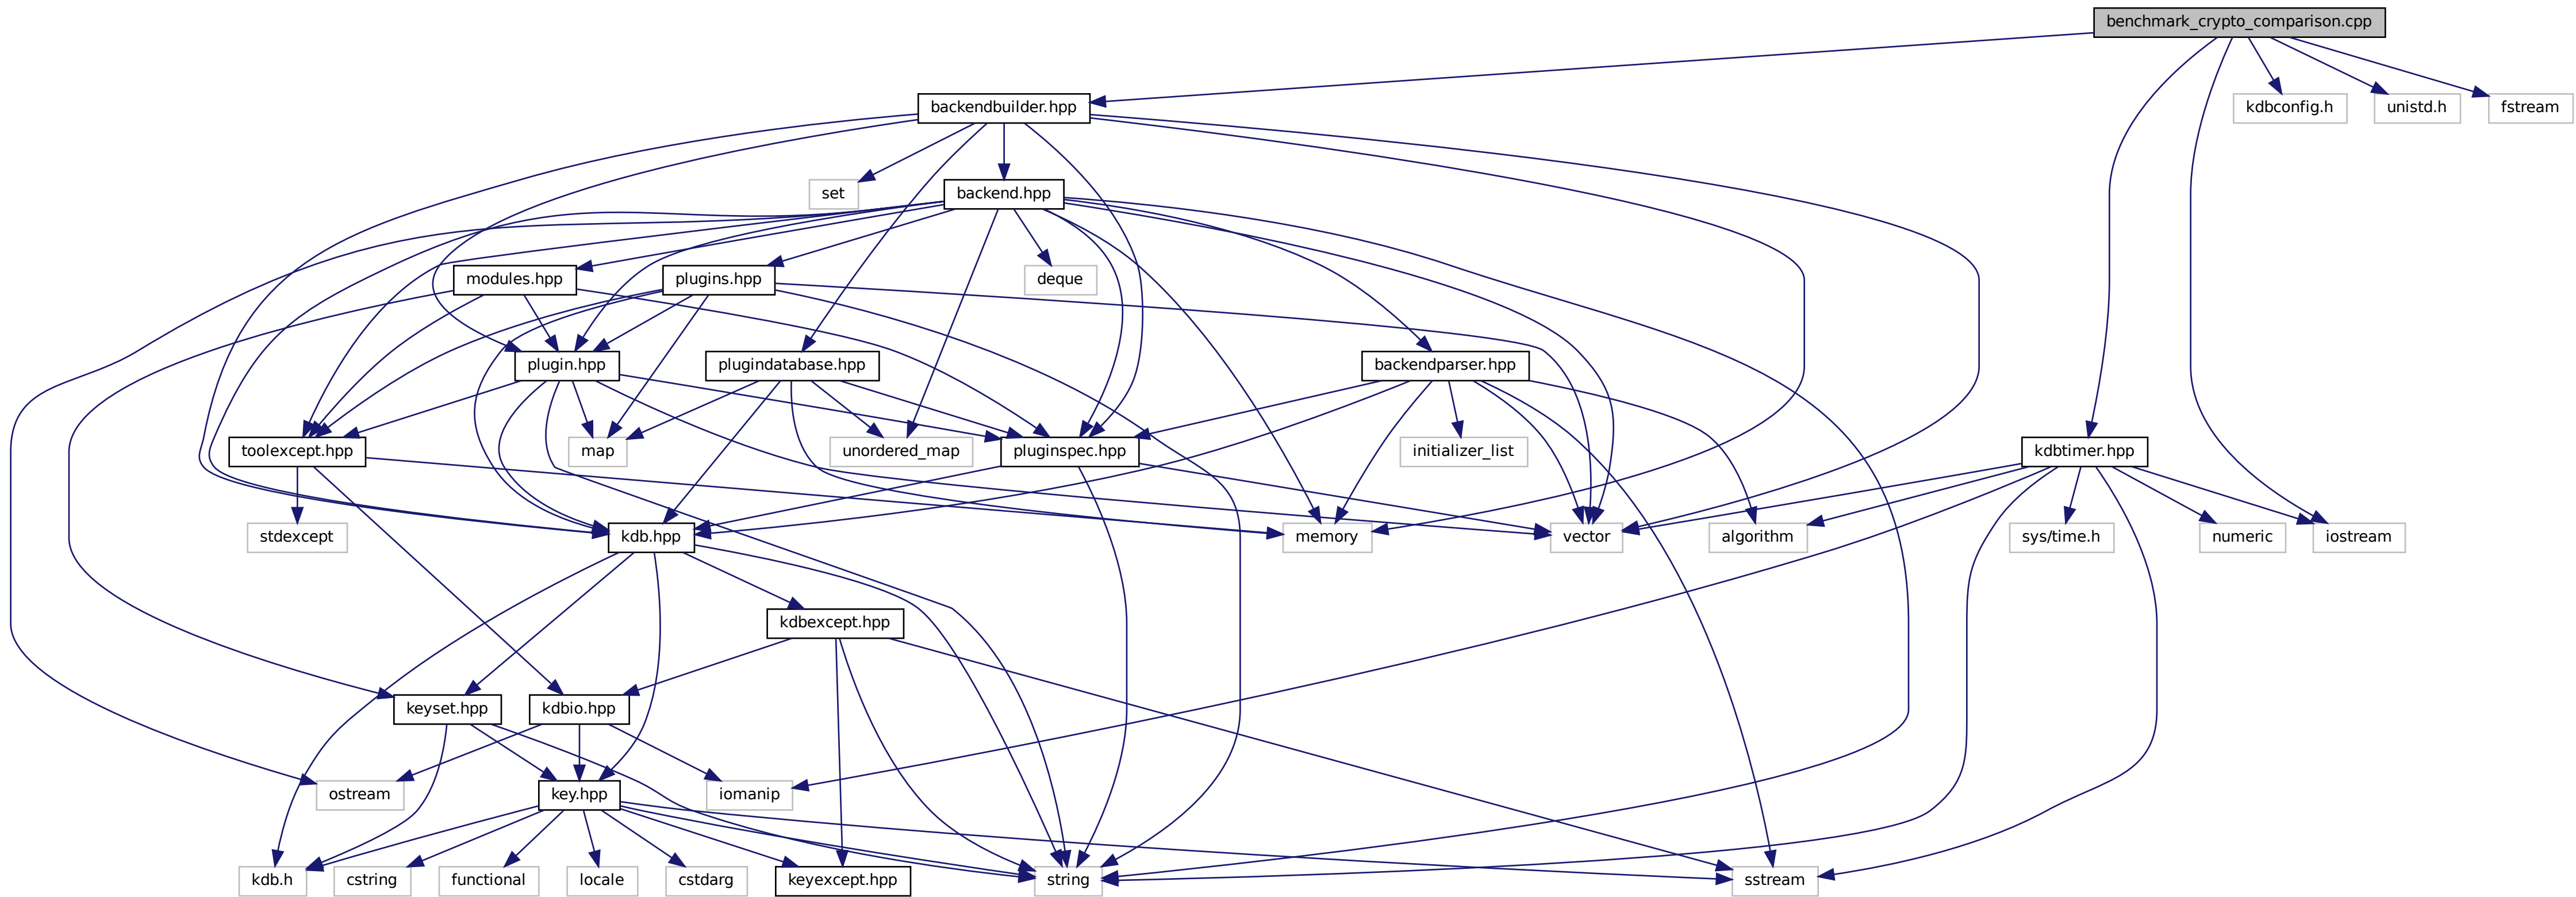 benchmark_crypto_comparison.cpp
backendbuilder.hpp
kdbconfig.h
unistd.h
fstream
set
backend.hpp
modules.hpp
plugins.hpp
deque
plugin.hpp
plugindatabase.hpp
backendparser.hpp
toolexcept.hpp
map
unordered_map
pluginspec.hpp
initializer_list
kdbtimer.hpp
stdexcept
kdb.hpp
memory
vector
algorithm
sys/time.h
numeric
iostream
kdbexcept.hpp
keyset.hpp
kdbio.hpp
ostream
key.hpp
iomanip
kdb.h
cstring
functional
locale
cstdarg
keyexcept.hpp
string
sstream